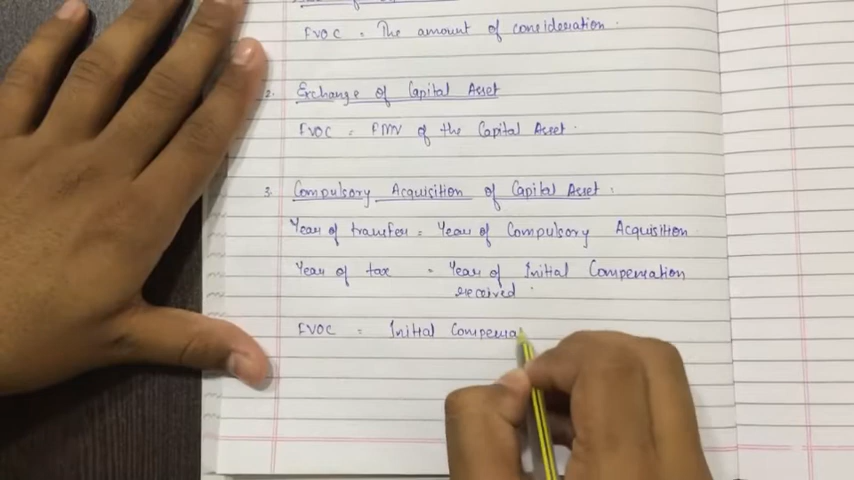 FVOC = The amount of consideration.
2. Exchange of Capital Asset
FVOC = FMV of the Capital Asset.
3. Compulsory Acquisition of Capital Asset :
Year of transfer = Year of Compulsory Acquisition
Year of tax = Year of Initial Compensation
received.
FVOC = Initial Compensa